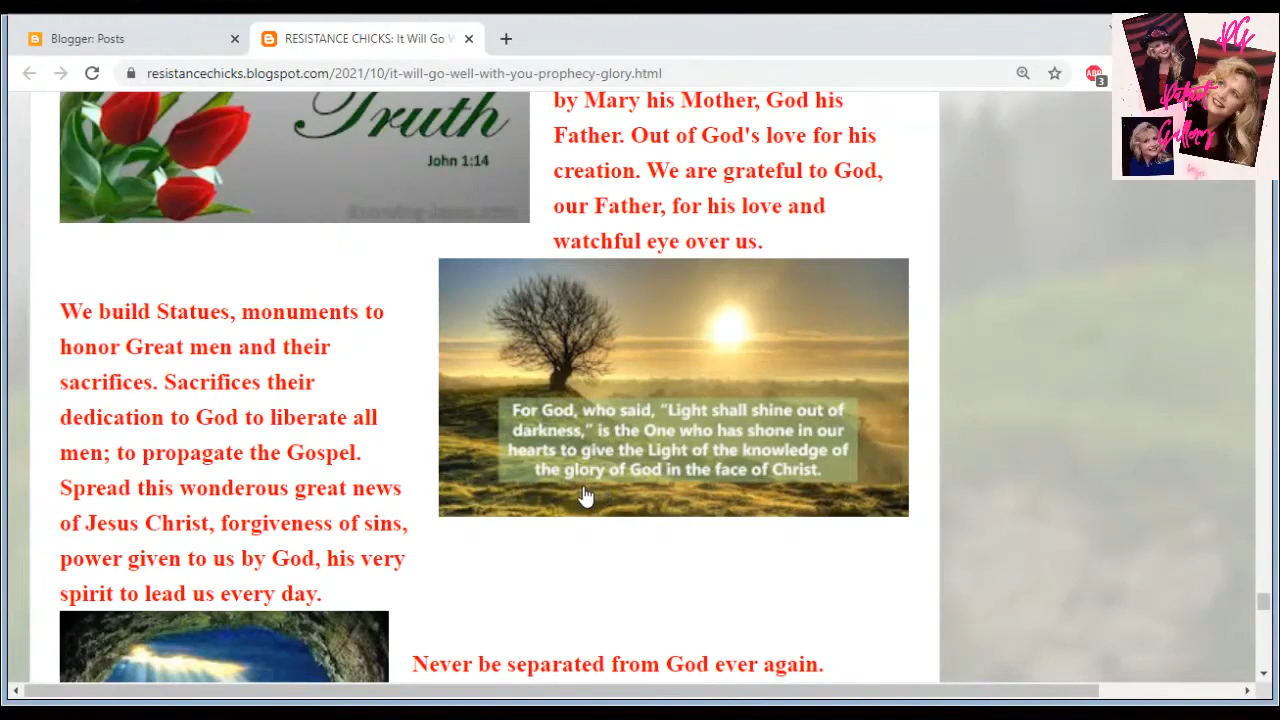 Blogger: Posts
RESISTANCE CHICKS: It Will Go W
resistancechicks.blogspot.com/2021/10/it-will-go-well-with-you-prophecy-glory.html
ABP
3
PG
Patriot
Gallery
Truth
John 1:14
by Mary his Mother, God his
Father. Out of God's love for his
creation. We are grateful to God,
our Father, for his love and
watchful eye over us.
We build Statues, monuments to
honor Great men and their
sacrifices. Sacrifices their
dedication to God to liberate all
men; to propagate the Gospel.
Spread this wonderous great news
of Jesus Christ, forgiveness of sins,
power given to us by God, his very
spirit to lead us every day.
For God, who said, “Light shall shine out of
darkness,” is the One who has shone in our
hearts to give the Light of the knowledge of
the glory of God in the face of Christ.
Never be separated from God ever again.